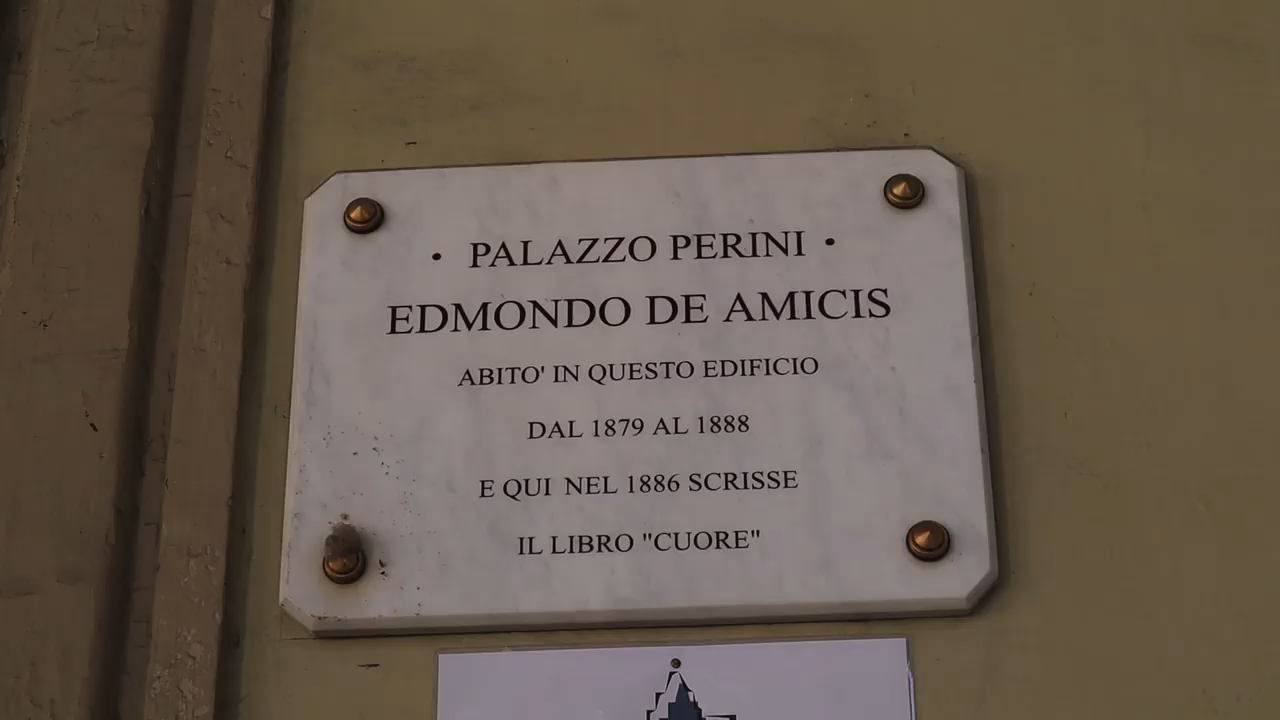 • PALAZZO PERINI •
EDMONDO DE AMICIS
ABITO' IN QUESTO EDIFICIO
DAL 1879 AL 1888
E QUI NEL 1886 SCRISSE
IL LIBRO "CUORE"